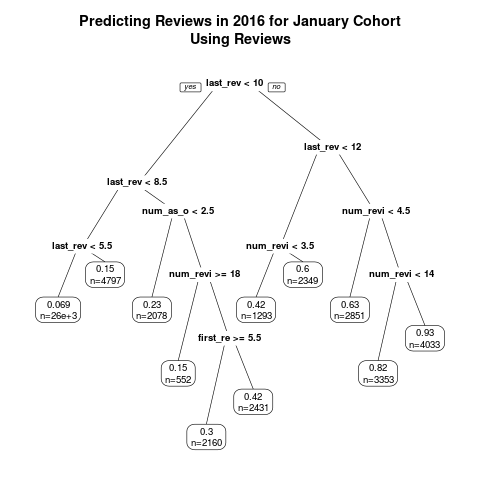 Predicting Reviews in 2016 for January Cohort
Using Reviews
yes
last_rev < 10
no
last_rev < 12
last_rev < 8.5
num_as_o < 2.5
num_revi < 4.5
last_rev < 5.5
num_revi < 3.5
0.15
n=4797
num_revi >= 18
0.6
n=2349
num_revi < 14
0.069
n=26e+3
0.23
n=2078
0.42
n=1293
0.63
n=2851
first_re >= 5.5
0.93
n=4033
0.15
n=552
0.82
n=3353
0.42
n=2431
0.3
n=2160